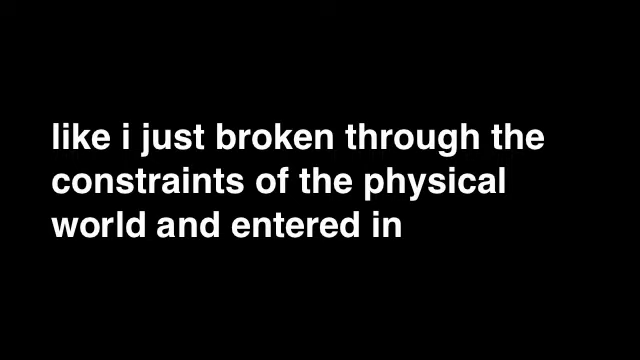 like i just broken through the
constraints of the physical
world and entered in